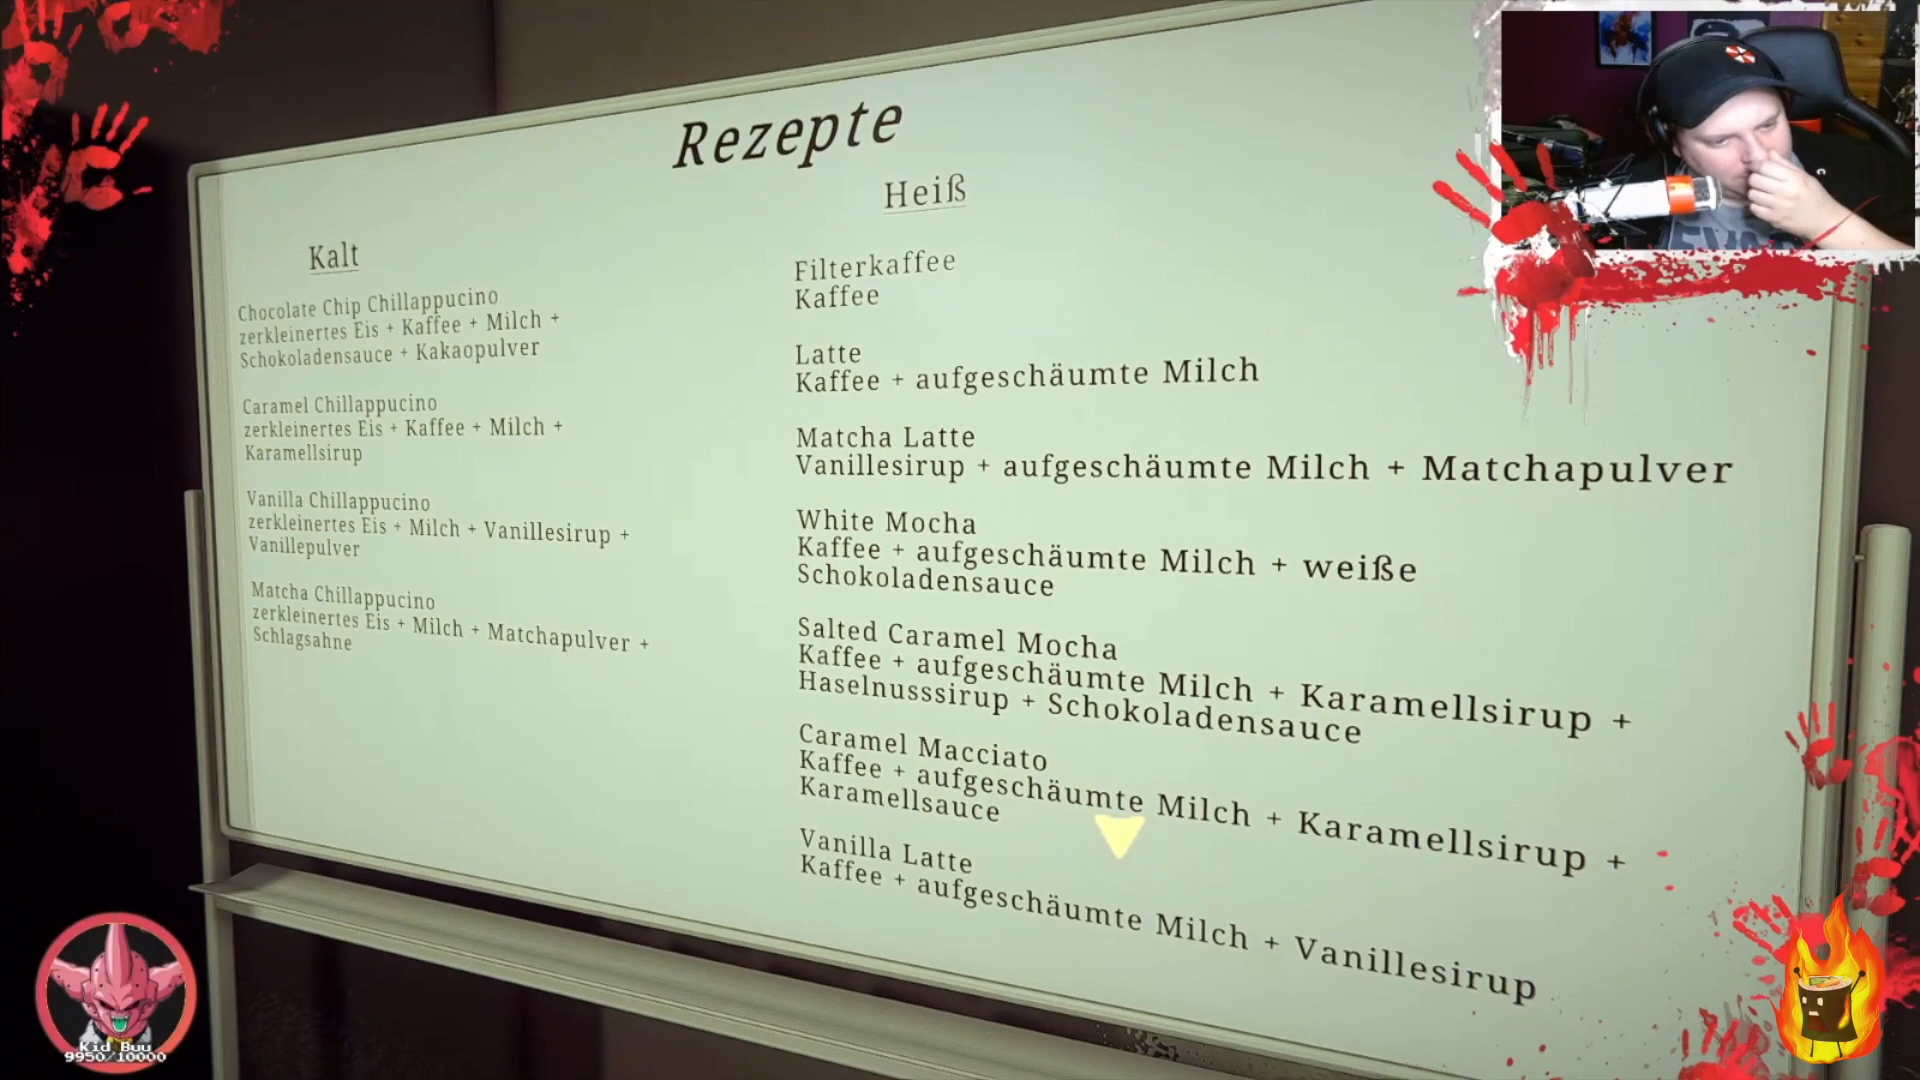 Rezepte
Kalt
Chocolate Chip Chillappucino
zerkleinertes Eis + Kaffee + Milch +
Schokoladensauce + Kakaopulver
Caramel Chillappucino
zerkleinertes Eis + Kaffee + Milch +
Karamellsirup
Vanilla Chillappucino
zerkleinertes Eis + Milch + Vanillesirup +
Vanillepulver
Matcha Chillappucino
zerkleinertes Eis + Milch + Matchapulver +
Schlagsahne
Heiß
Filterkaffee
Kaffee
Latte
Kaffee + aufgeschäumte Milch
Matcha Latte
Vanillesirup + aufgeschäumte Milch + Matchapulver
White Mocha
Kaffee + aufgeschäumte Milch + weiße
Schokoladensauce
Salted Caramel Mocha
Kaffee + aufgeschäumte Milch + Karamellsirup +
Haselnusssirup + Schokoladensauce
Caramel Macciato
Kaffee + aufgeschäumte Milch + Karamellsirup +
Karamellsauce
Vanilla Latte
Kaffee + aufgeschäumte Milch + Vanillesirup
Kid Buu
9950/10000